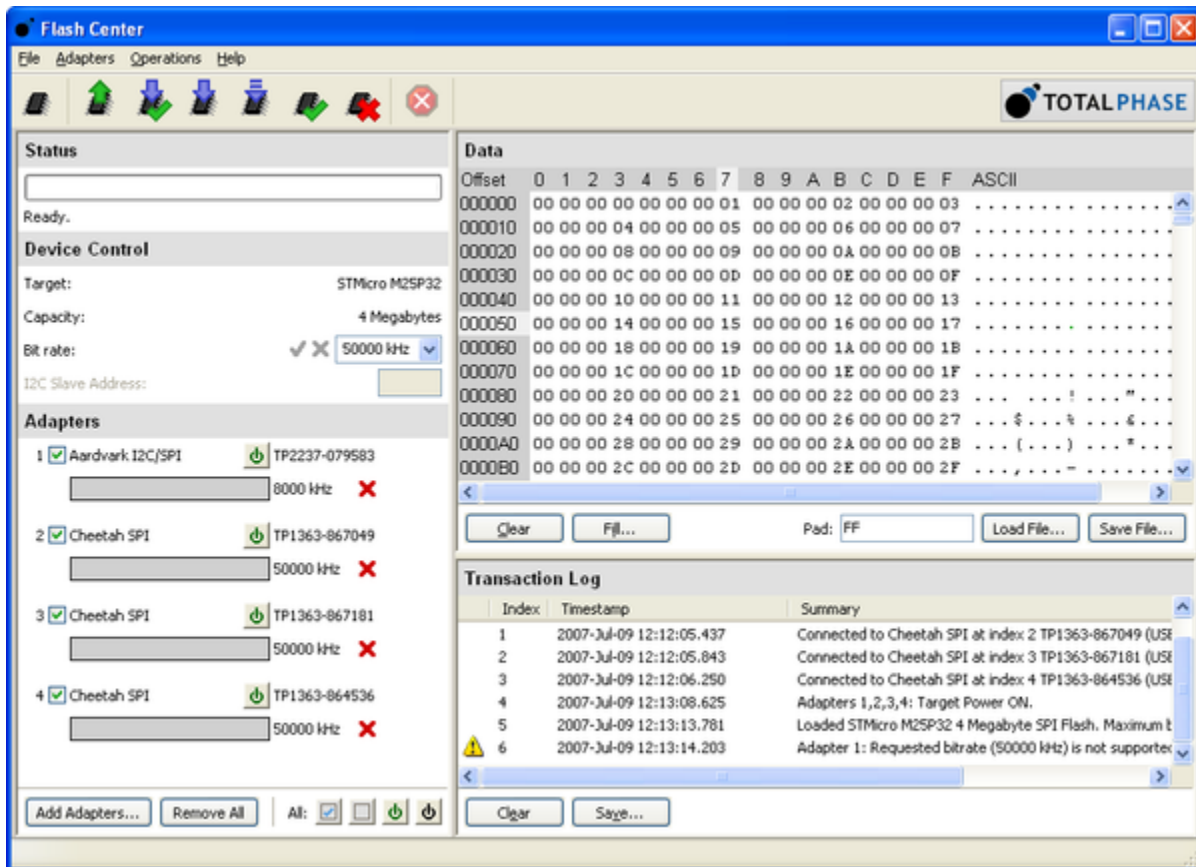 Flash Center
File Adapters Operations Help
TOTALPHASE
Status
Ready.
Device Control
Target: STMicro M25P32
Capacity: 4 Megabytes
Bit rate: 50000 kHz
I2C Slave Address:
Adapters
1 Aardvark I2C/SPI TP2237-079583
8000 kHz
2 Cheetah SPI TP1363-867049
50000 kHz
3 Cheetah SPI TP1363-867181
50000 kHz
4 Cheetah SPI TP1363-864536
50000 kHz
Add Adapters... Remove All All:
Data
Offset 0 1 2 3 4 5 6 7 8 9 A B C D E F ASCII
000000 00 00 00 00 00 00 00 01 00 00 00 02 00 00 00 03 . . . . . . . . . . . . . . . .
000010 00 00 00 04 00 00 00 05 00 00 00 06 00 00 00 07 . . . . . . . . . . . . . . . .
000020 00 00 00 08 00 00 00 09 00 00 00 0A 00 00 00 0B . . . . . . . . . . . . . . . .
000030 00 00 00 0C 00 00 00 0D 00 00 00 0E 00 00 00 0F . . . . . . . . . . . . . . . .
000040 00 00 00 10 00 00 00 11 00 00 00 12 00 00 00 13 . . . . . . . . . . . . . . . .
000050 00 00 00 14 00 00 00 15 00 00 00 16 00 00 00 17 . . . . . . . . . . . . . . . .
000060 00 00 00 18 00 00 00 19 00 00 00 1A 00 00 00 1B . . . . . . . . . . . . . . . .
000070 00 00 00 1C 00 00 00 1D 00 00 00 1E 00 00 00 1F . . . . . . . . . . . . . . . .
000080 00 00 00 20 00 00 00 21 00 00 00 22 00 00 00 23 . . .   . . . ! . . . " . . .
000090 00 00 00 24 00 00 00 25 00 00 00 26 00 00 00 27 . . . $ . . . % . . . & . . .
0000A0 00 00 00 28 00 00 00 29 00 00 00 2A 00 00 00 2B . . . ( . . . ) . . . * . . .
0000B0 00 00 00 2C 00 00 00 2D 00 00 00 2E 00 00 00 2F . . . , . . . - . . . . . . .
Clear Fill... Pad: FF Load File... Save File...
Transaction Log
Index Timestamp Summary
1 2007-Jul-09 12:12:05.437 Connected to Cheetah SPI at index 2 TP1363-867049 (USB
2 2007-Jul-09 12:12:05.843 Connected to Cheetah SPI at index 3 TP1363-867181 (USB
3 2007-Jul-09 12:12:06.250 Connected to Cheetah SPI at index 4 TP1363-864536 (USB
4 2007-Jul-09 12:13:08.625 Adapters 1,2,3,4: Target Power ON.
5 2007-Jul-09 12:13:13.781 Loaded STMicro M25P32 4 Megabyte SPI Flash. Maximum b
6 2007-Jul-09 12:13:14.203 Adapter 1: Requested bitrate (50000 kHz) is not supported
Clear Save...